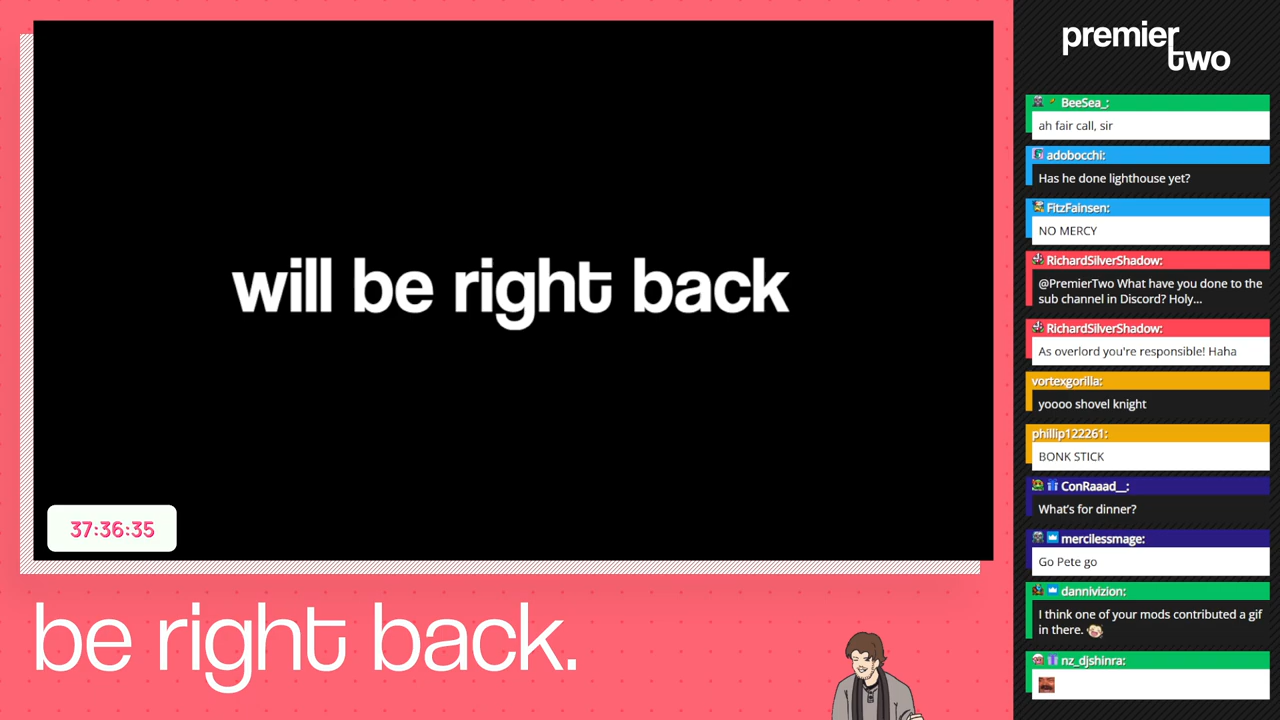 will be right back
37:36:35
be right back.
premier
two
BeeSea_:
ah fair call, sir
adobocchi:
Has he done lighthouse yet?
FitzFainsen:
NO MERCY
RichardSilverShadow:
@PremierTwo What have you done to the
sub channel in Discord? Holy...
RichardSilverShadow:
As overlord you're responsible! Haha
vortexgorilla:
yoooo shovel knight
phillip122261:
BONK STICK
ConRaaad__:
What's for dinner?
mercilessmage:
Go Pete go
dannivizion:
I think one of your mods contributed a gif
in there.
nz_djshinra: